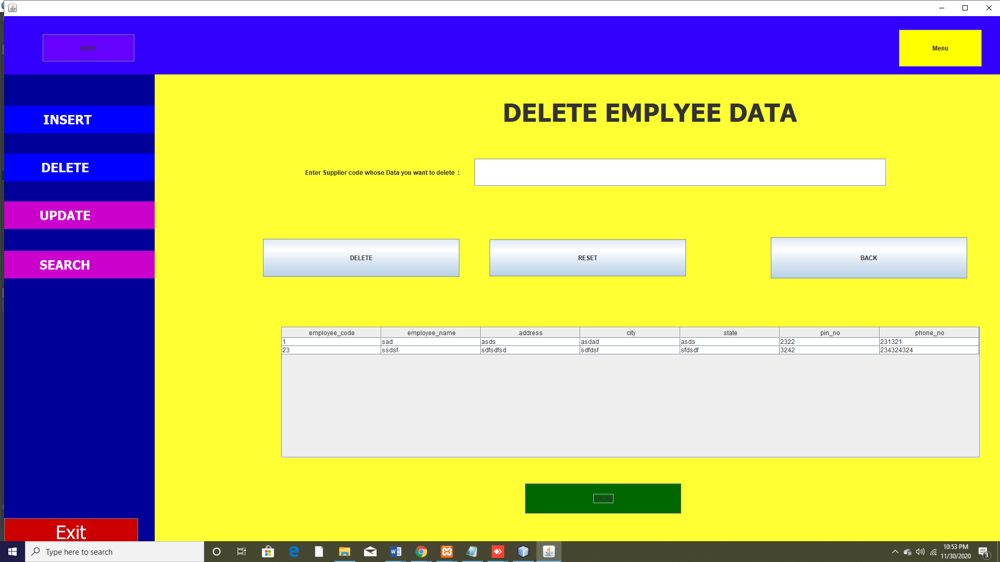 BACK
Menu
INSERT
DELETE
UPDATE
SEARCH
Exit
DELETE EMPLYEE DATA
Enter Supplier code whose Data you want to delete :
DELETE RESET BACK
employee_code employee_name address city state pin_no phone_no
1 sad asds asdad asds 2322 231321
23 ssdsf sdfsdfsd sdfdsf sfdsdf 3242 234324324
SHOW
Type here to search
10:53 PM
11/30/2020
3